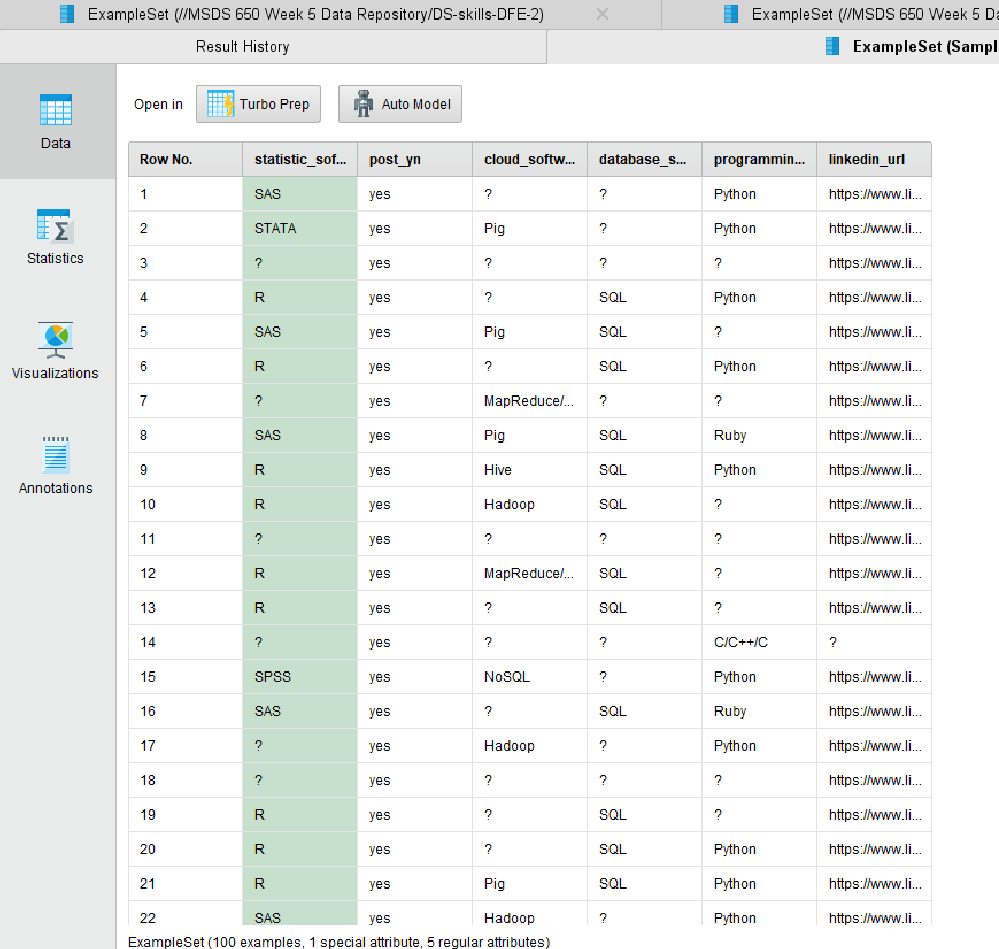 ExampleSet (//MSDS 650 Week 5 Data Repository/DS-skills-DFE-2) ExampleSet (//MSDS 650 Week 5 Da
Result History ExampleSet (Sampl
Data
Statistics
Visualizations
Annotations
Open in Turbo Prep Auto Model
Row No. statistic_sof... post_yn cloud_softw... database_s... programmin... linkedin_url
1 SAS yes ? ? Python https://www.li...
2 STATA yes Pig ? Python https://www.li...
3 ? yes ? ? ? https://www.li...
4 R yes ? SQL Python https://www.li...
5 SAS yes Pig SQL ? https://www.li...
6 R yes ? SQL Python https://www.li...
7 ? yes MapReduce/... ? ? https://www.li...
8 SAS yes Pig SQL Ruby https://www.li...
9 R yes Hive SQL Python https://www.li...
10 R yes Hadoop SQL ? https://www.li...
11 ? yes ? ? ? https://www.li...
12 R yes MapReduce/... SQL ? https://www.li...
13 R yes ? SQL ? https://www.li...
14 ? yes ? ? C/C++/C ?
15 SPSS yes NoSQL ? Python https://www.li...
16 SAS yes ? SQL Ruby https://www.li...
17 ? yes Hadoop ? Python https://www.li...
18 ? yes ? ? ? https://www.li...
19 R yes ? SQL ? https://www.li...
20 R yes ? SQL Python https://www.li...
21 R yes Pig SQL Python https://www.li...
22 SAS yes Hadoop ? Python https://www.li...
ExampleSet (100 examples, 1 special attribute, 5 regular attributes)